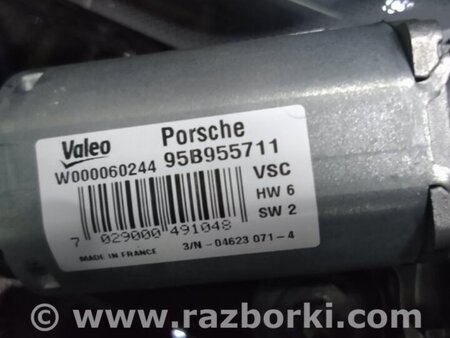 Valeo Porsche
W000060244 95B955711
VSC
HW 6
SW 2
7 029000 491048
MADE IN FRANCE 3/N - 04623 071-4
© www.razborki.com